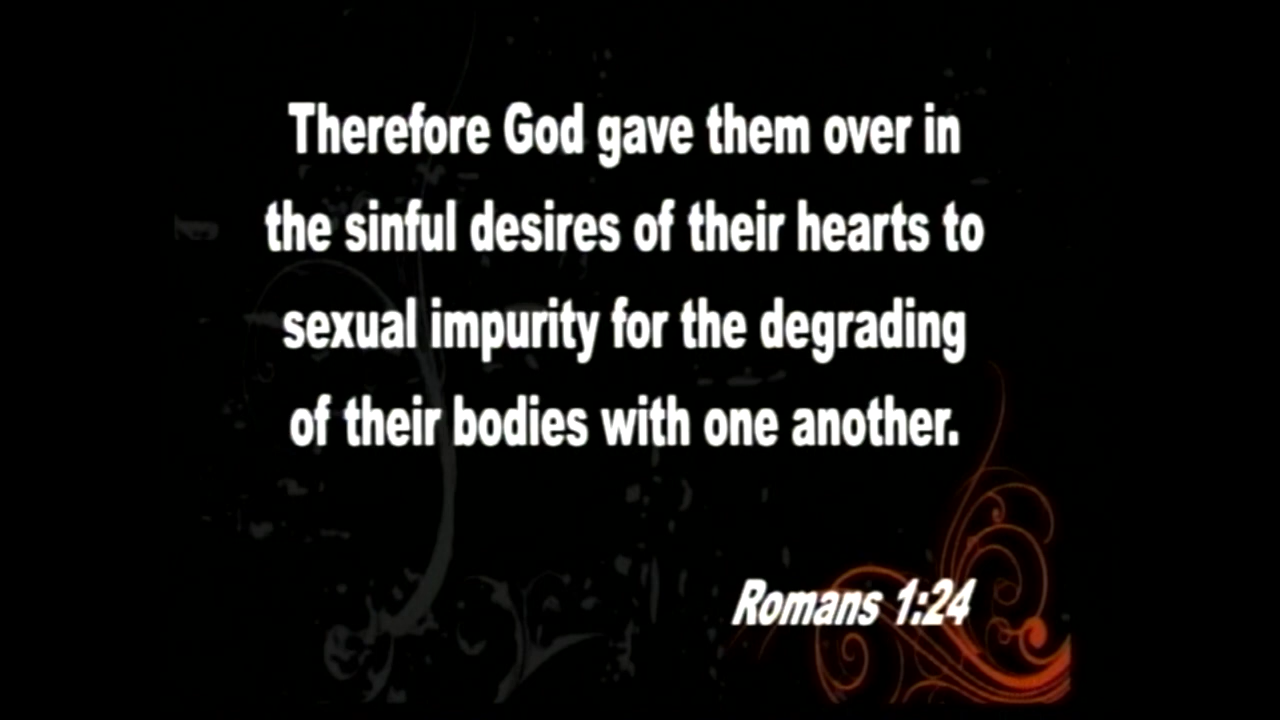 Therefore God gave them over in
the sinful desires of their hearts to
sexual impurity for the degrading
of their bodies with one another.
Romans 1:24